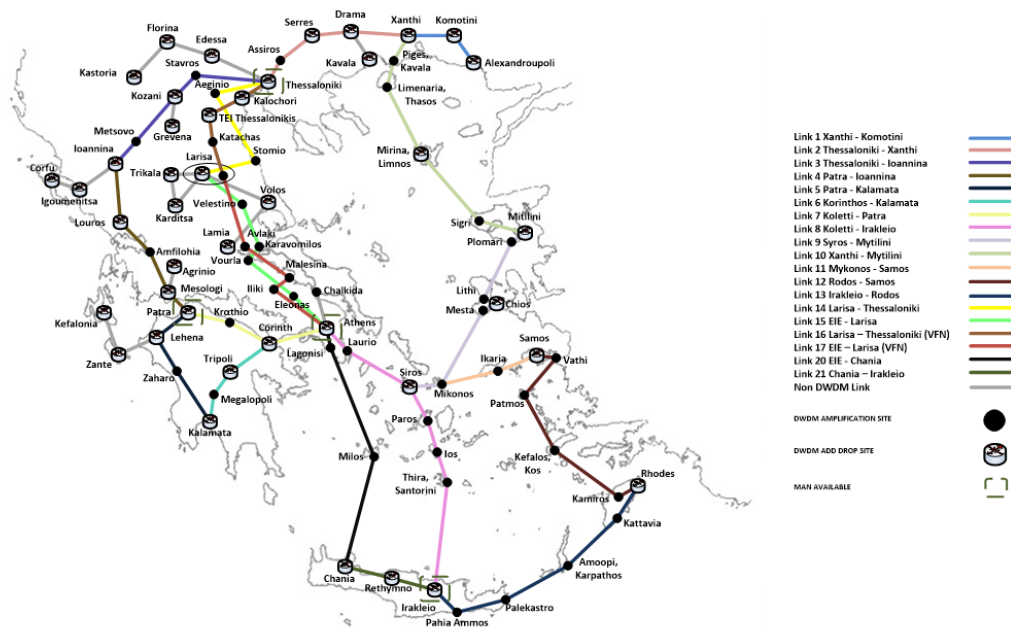 Florina
Edessa
Serres
Drama
Xanthi
Komotini
Kastoria
Stavros
Assiros
Kavala
Piges,
Kavala
Alexandroupoli
Aeginio
Thessaloniki
Kozani
Kalochori
Limenaria,
Thasos
TEI Thessalonikis
Grevena
Metsovo
Katachas
Ioannina
Larisa
Stomio
Mirina,
Limnos
Corfu
Trikala
Igoumenitsa
Karditsa
Velestino
Volos
Louros
Lamia
Avlaki
Karavomilos
Sigri
Mitilini
Plomari
Amfilohia
Vourla
Malesina
Agrinio
Mesologi
Iliki
Eleonas
Chalkida
Lithi
Chios
Mesta
Kefalonia
Patra
Krathio
Athens
Lehena
Corinth
Lagonisi
Laurio
Samos
Vathi
Zante
Zaharo
Tripoli
Ikaria
Siros
Mikonos
Megalopoli
Patmos
Kalamata
Paros
Milos
Ios
Kefalos,
Kos
Thira,
Santorini
Rhodes
Kamiros
Kattavia
Chania
Rethymno
Irakleio
Amoopi,
Karpathos
Palekastro
Pahia Ammos
Link 1 Xanthi - Komotini
Link 2 Thessaloniki - Xanthi
Link 3 Thessaloniki - Ioannina
Link 4 Patra - Ioannina
Link 5 Patra - Kalamata
Link 6 Korinthos - Kalamata
Link 7 Koletti - Patra
Link 8 Koletti - Irakleio
Link 9 Syros - Mytilini
Link 10 Xanthi - Mytilini
Link 11 Mykonos - Samos
Link 12 Rodos - Samos
Link 13 Irakleio - Rodos
Link 14 Larisa - Thessaloniki
Link 15 EIE - Larisa
Link 16 Larisa – Thessaloniki (VFN)
Link 17 EIE – Larisa (VFN)
Link 20 EIE - Chania
Link 21 Chania – Irakleio
Non DWDM Link
DWDM AMPLIFICATION SITE
DWDM ADD DROP SITE
MAN AVAILABLE